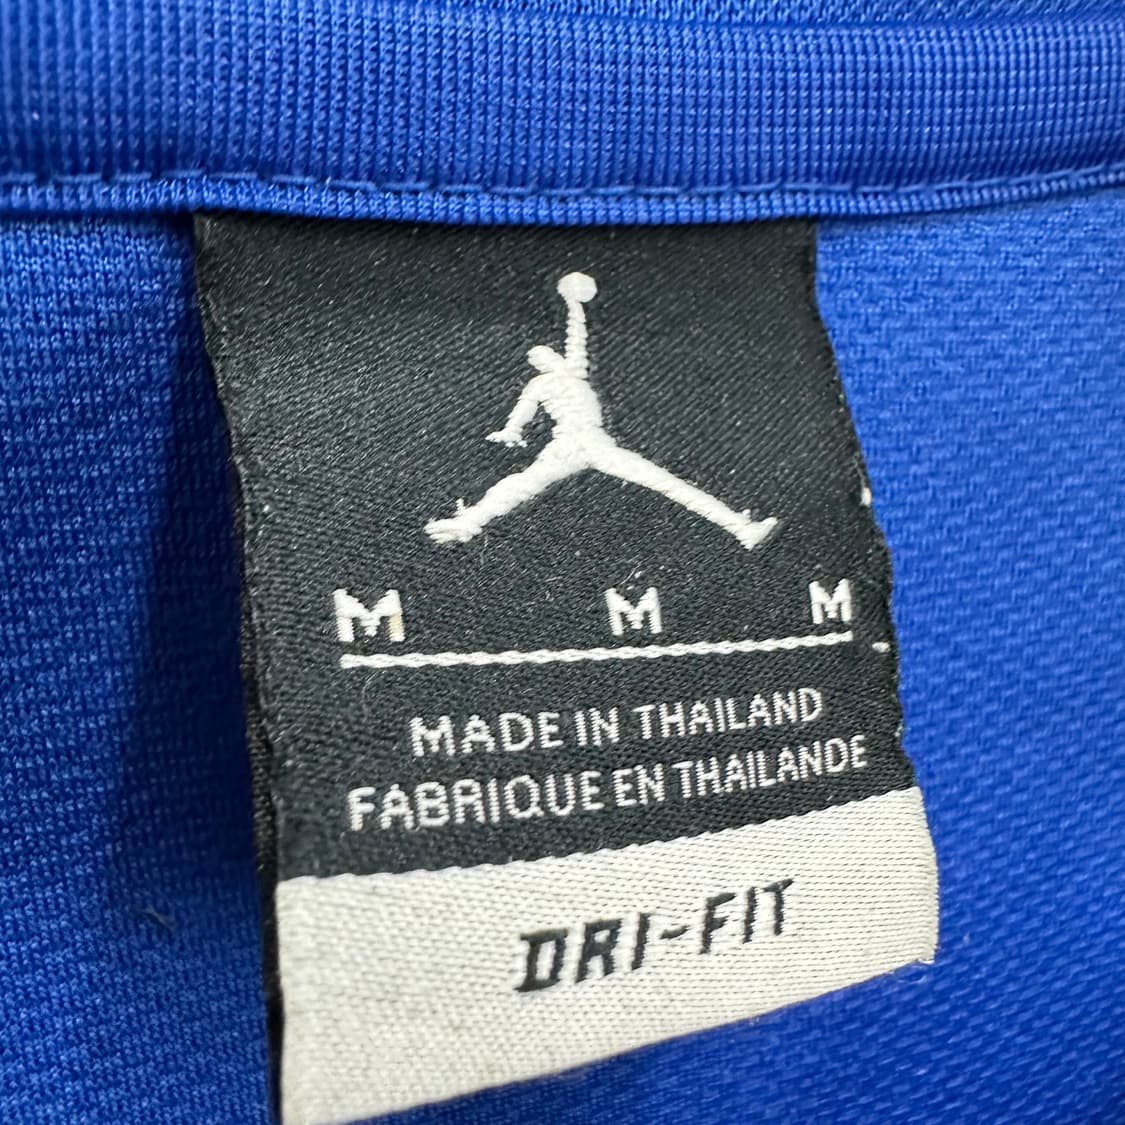 M M M
MADE IN THAILAND
FABRIQUE EN THAILANDE
DRI-FIT